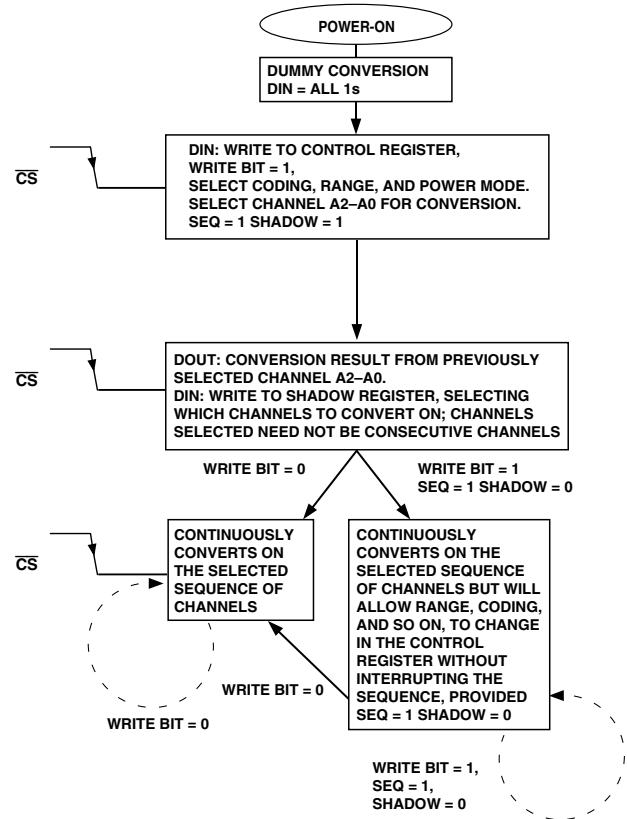 POWER-ON
DUMMY CONVERSION
DIN = ALL 1s
CS
DIN: WRITE TO CONTROL REGISTER,
WRITE BIT = 1,
SELECT CODING, RANGE, AND POWER MODE.
SELECT CHANNEL A2–A0 FOR CONVERSION.
SEQ = 1 SHADOW = 1
CS
DOUT: CONVERSION RESULT FROM PREVIOUSLY
SELECTED CHANNEL A2–A0.
DIN: WRITE TO SHADOW REGISTER, SELECTING
WHICH CHANNELS TO CONVERT ON; CHANNELS
SELECTED NEED NOT BE CONSECUTIVE CHANNELS
WRITE BIT = 0
WRITE BIT = 1
SEQ = 1 SHADOW = 0
CS
CONTINUOUSLY
CONVERTS ON
THE SELECTED
SEQUENCE OF
CHANNELS
CONTINUOUSLY
CONVERTS ON THE
SELECTED SEQUENCE
OF CHANNELS BUT WILL
ALLOW RANGE, CODING,
AND SO ON, TO CHANGE
IN THE CONTROL
REGISTER WITHOUT
INTERRUPTING THE
SEQUENCE, PROVIDED
SEQ = 1 SHADOW = 0
WRITE BIT = 0
WRITE BIT = 0
WRITE BIT = 1,
SEQ = 1,
SHADOW = 0